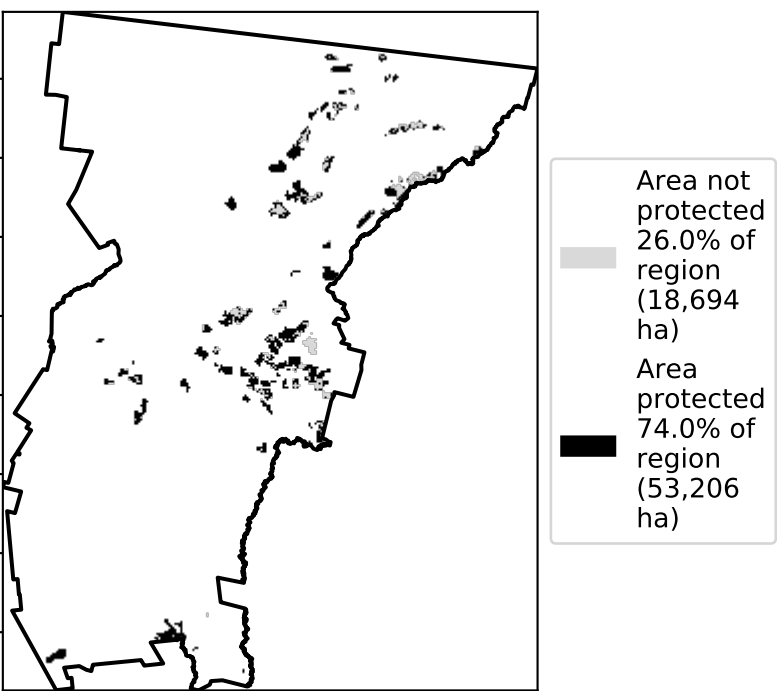 Area not
protected
26.0% of
region
(18,694
ha)
Area
protected
74.0% of
region
(53,206
ha)